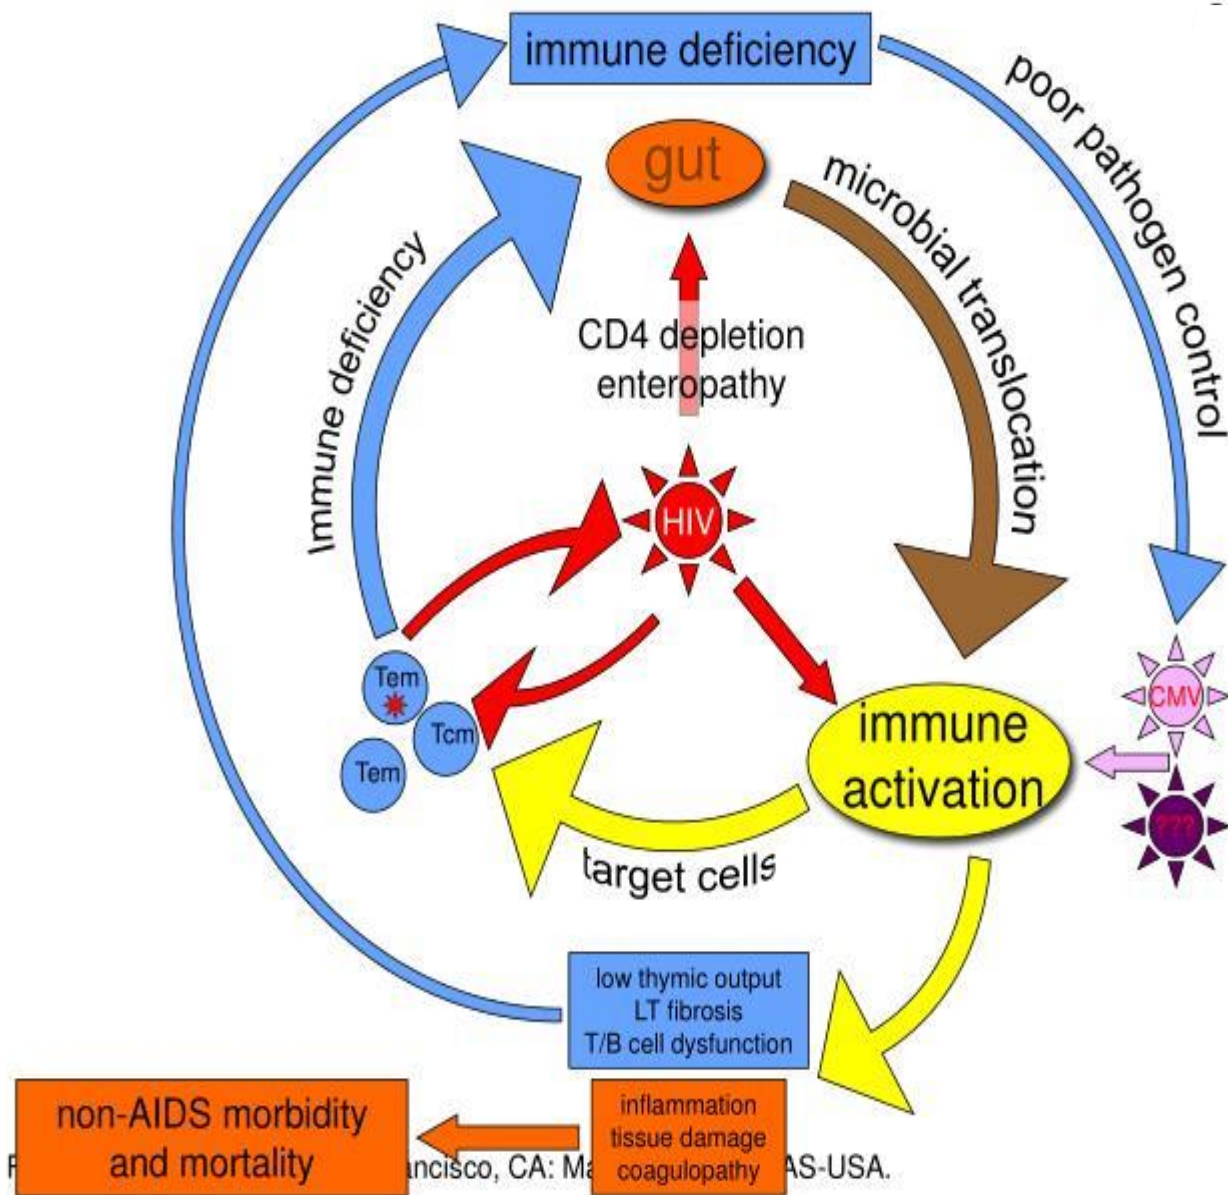 immune deficiency
poor pathogen control
gut
microbial translocation
Immune deficiency
CD4 depletion
enteropathy
HIV
Tem
Tcm
Tem
CMV
???
immune
activation
target cells
low thymic output
LT fibrosis
T/B cell dysfunction
inflammation
tissue damage
coagulopathy
non-AIDS morbidity
and mortality
CA:
AS-USA.